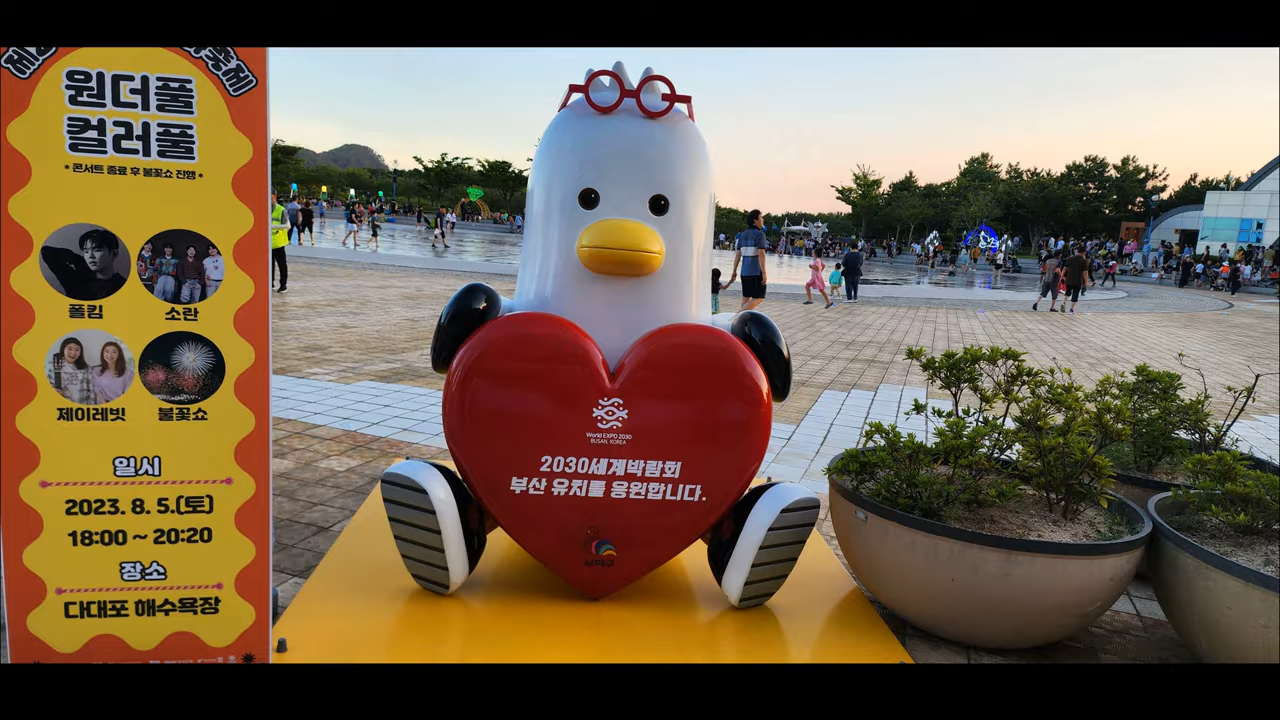 원더풀
컬러풀
* 콘서트 종료 후 불꽃쇼 진행 *
폴킴
소란
제이레빗
불꽃쇼
일시
2023. 8. 5.(토)
18:00 ~ 20:20
장소
다대포 해수욕장
World EXPO 2030
BUSAN, KOREA
2030세계박람회
부산 유치를 응원합니다.
사하구